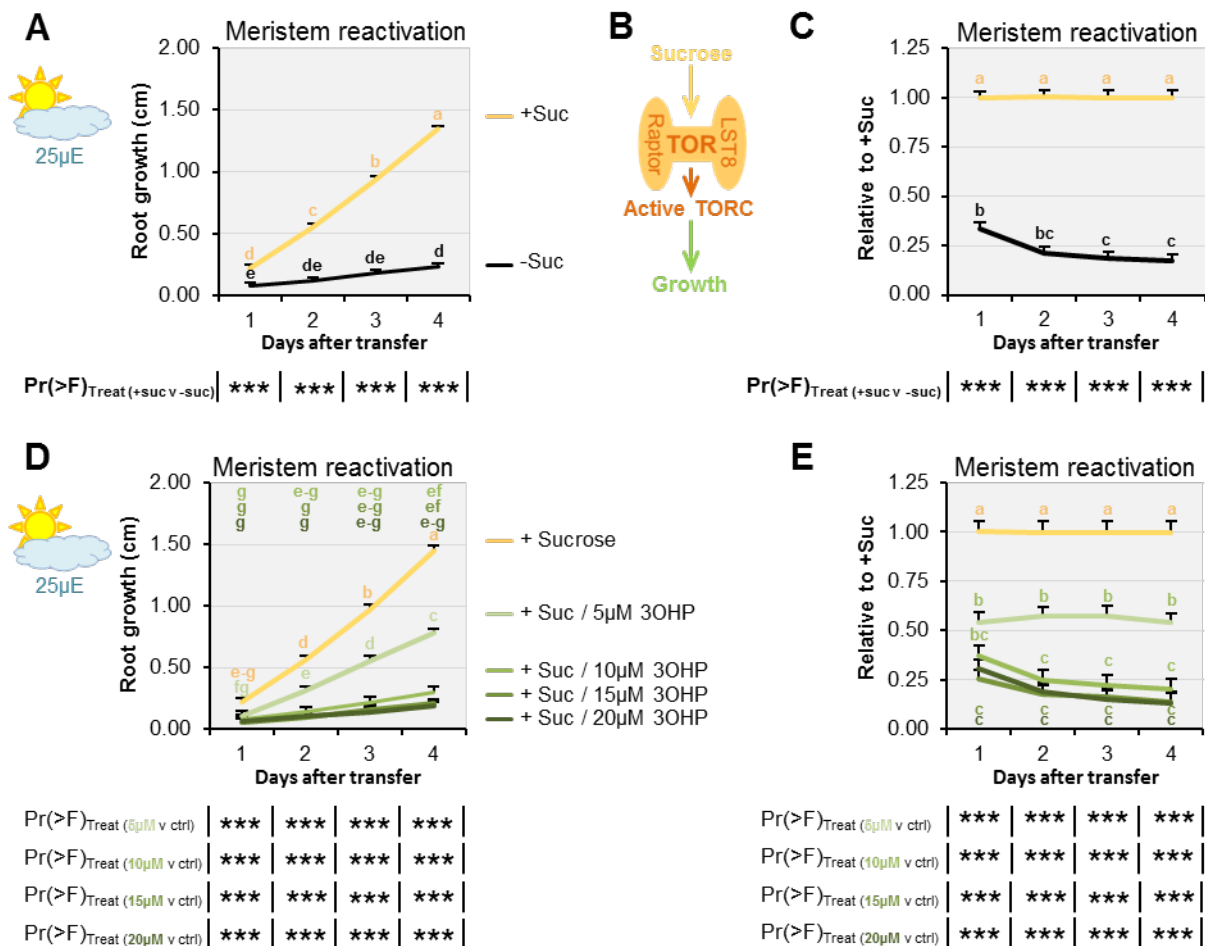 A
Meristem reactivation
25µE
Root growth (cm)
2.00
1.50
1.00
0.50
0.00
a
b
c
d
e
de
de
d
1 2 3 4
Days after transfer
+Suc
-Suc
Pr(>F)Treat (+suc v -suc) *** *** *** ***
B
Sucrose
Raptor
TOR
LST8
Active TORC
Growth
C
Meristem reactivation
Relative to +Suc
1.25
1.00
0.75
0.50
0.25
0.00
a a a a
b bc c c
1 2 3 4
Days after transfer
Pr(>F)Treat (+suc v -suc) *** *** *** ***
D
Meristem reactivation
25µE
Root growth (cm)
2.00
1.50
1.00
0.50
0.00
g e-g e-g ef
g g e-g ef
g g e-g e-g
a
b
d
e-g
c
d
e
fg
1 2 3 4
Days after transfer
+ Sucrose
+ Suc / 5µM 3OHP
+ Suc / 10µM 3OHP
+ Suc / 15µM 3OHP
+ Suc / 20µM 3OHP
Pr(>F)Treat (5µM v ctrl) *** *** *** ***
Pr(>F)Treat (10µM v ctrl) *** *** *** ***
Pr(>F)Treat (15µM v ctrl) *** *** *** ***
Pr(>F)Treat (20µM v ctrl) *** *** *** ***
E
Meristem reactivation
Relative to +Suc
1.25
1.00
0.75
0.50
0.25
0.00
a a a a
b b b b
bc c c c
c c c c
c c c c
1 2 3 4
Days after transfer
Pr(>F)Treat (5µM v ctrl) *** *** *** ***
Pr(>F)Treat (10µM v ctrl) *** *** *** ***
Pr(>F)Treat (15µM v ctrl) *** *** *** ***
Pr(>F)Treat (20µM v ctrl) *** *** *** ***